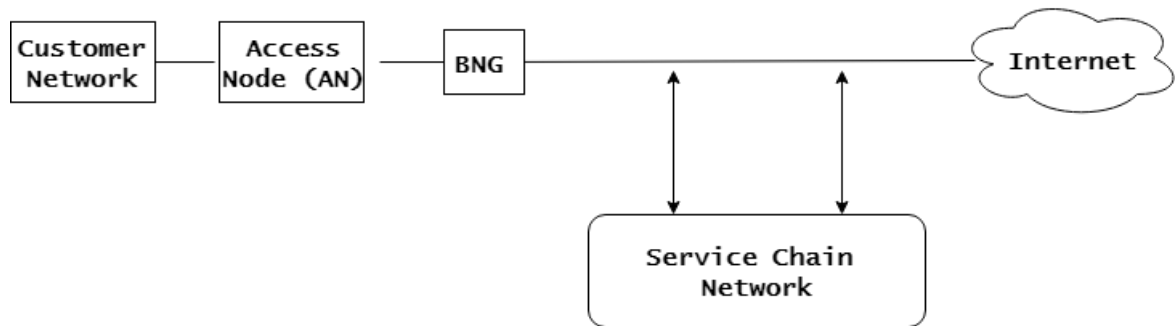 Customer
Network
Access
Node (AN)
BNG
Internet
Service Chain
Network